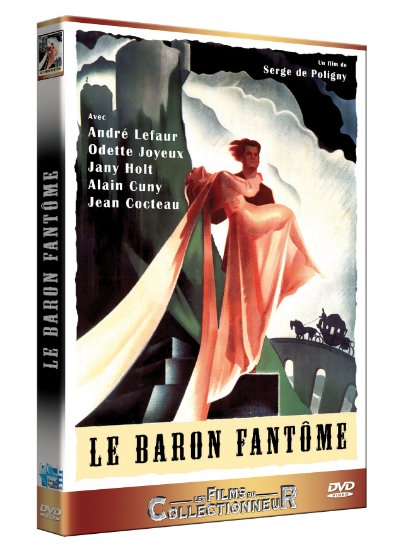 Un film de
Serge de Poligny
Avec
André Lefaur
Odette Joyeux
Jany Holt
Alain Cuny
Jean Cocteau
LE BARON FANTÔME
LES FILMS DU
COLLECTIONNEUR
DVD
VIDEO
LE BARON FANTÔME
DVD